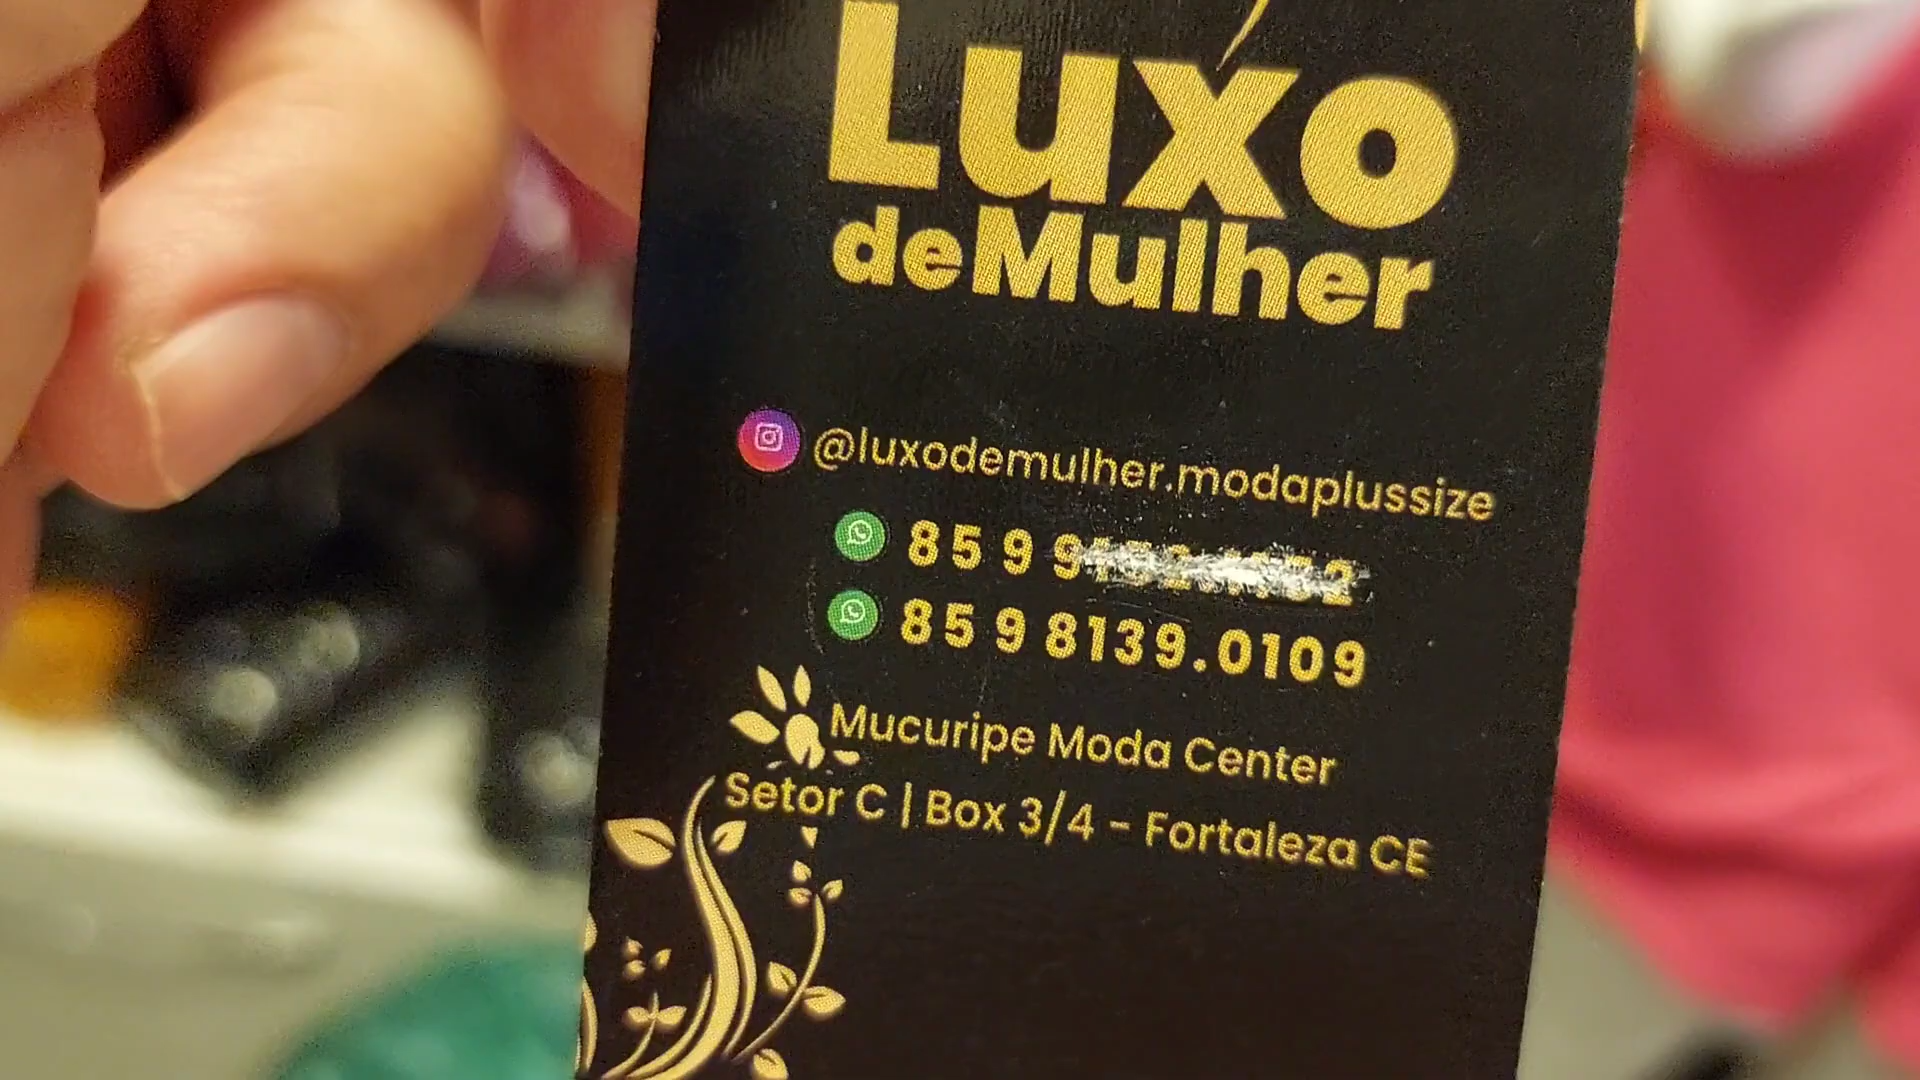 Luxo
deMulher
@luxodemulher.modaplussize
85 9
85 9 8139.0109
Mucuripe Moda Center
Setor C | Box 3/4 - Fortaleza CE